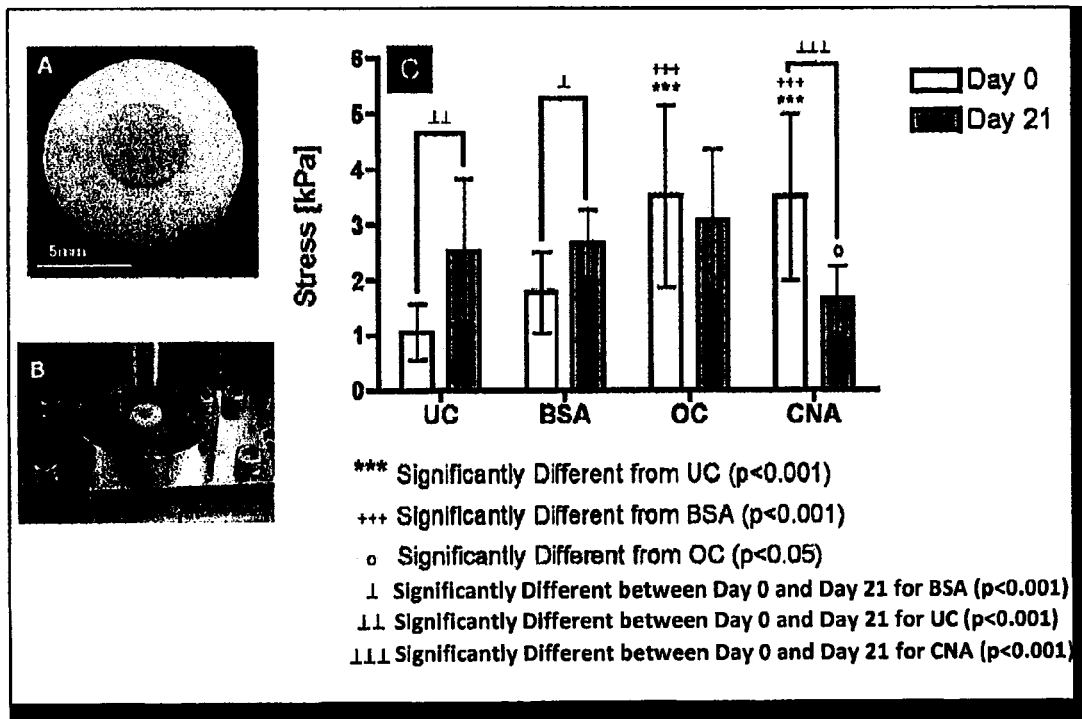 A
5mm
B
C
Stress [kPa]
6
5
4
3
2
1
0
⊥⊥
⊥
+++
***
⊥⊥⊥
+++
***
o
UC
BSA
OC
CNA
Day 0
Day 21
*** Significantly Different from UC (p<0.001)
+++ Significantly Different from BSA (p<0.001)
o Significantly Different from OC (p<0.05)
⊥ Significantly Different between Day 0 and Day 21 for BSA (p<0.001)
⊥⊥ Significantly Different between Day 0 and Day 21 for UC (p<0.001)
⊥⊥⊥ Significantly Different between Day 0 and Day 21 for CNA (p<0.001)